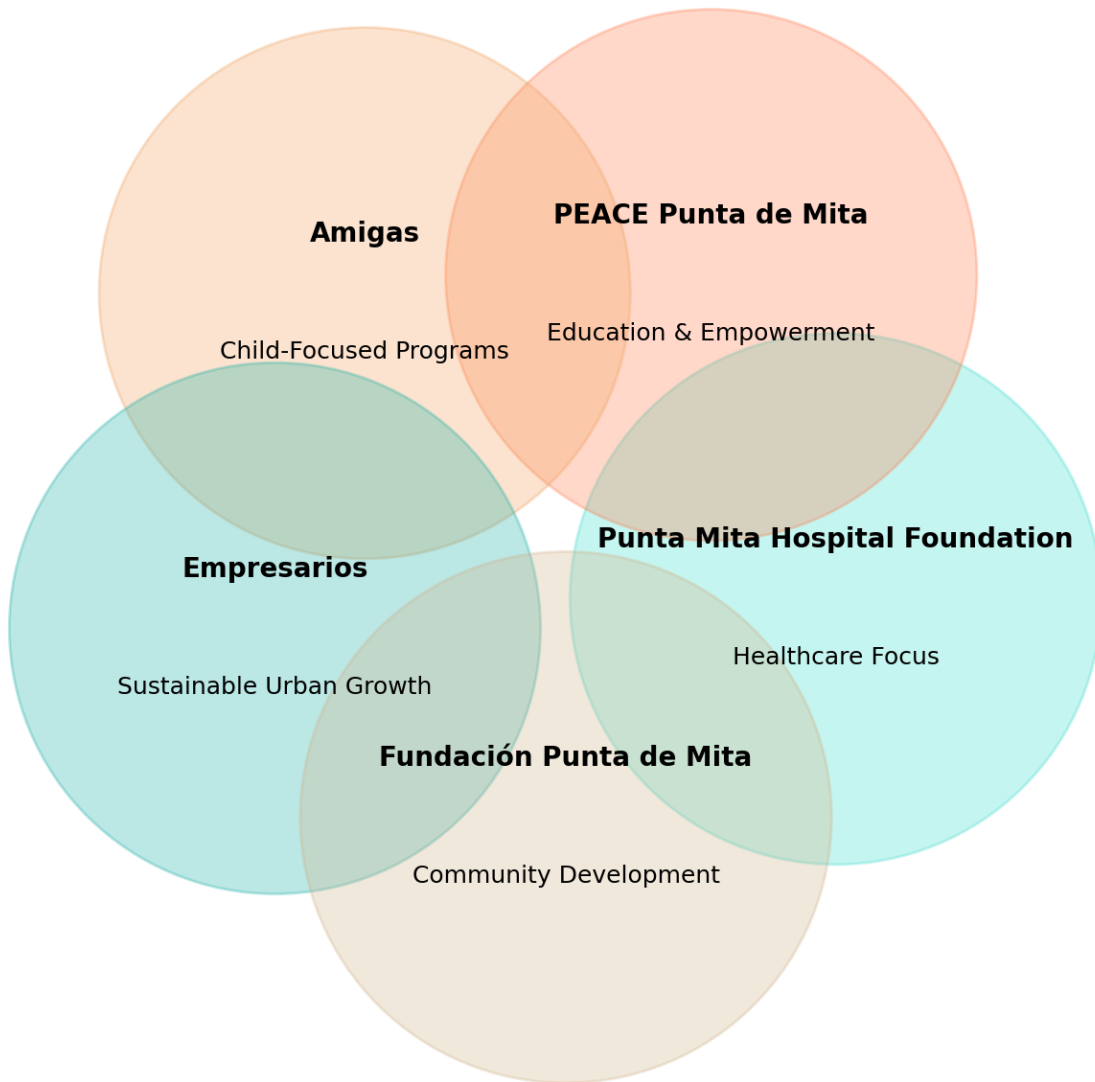 PEACE Punta de Mita
Education & Empowerment
Amigas
Child-Focused Programs
Punta Mita Hospital Foundation
Healthcare Focus
Empresarios
Sustainable Urban Growth
Fundación Punta de Mita
Community Development